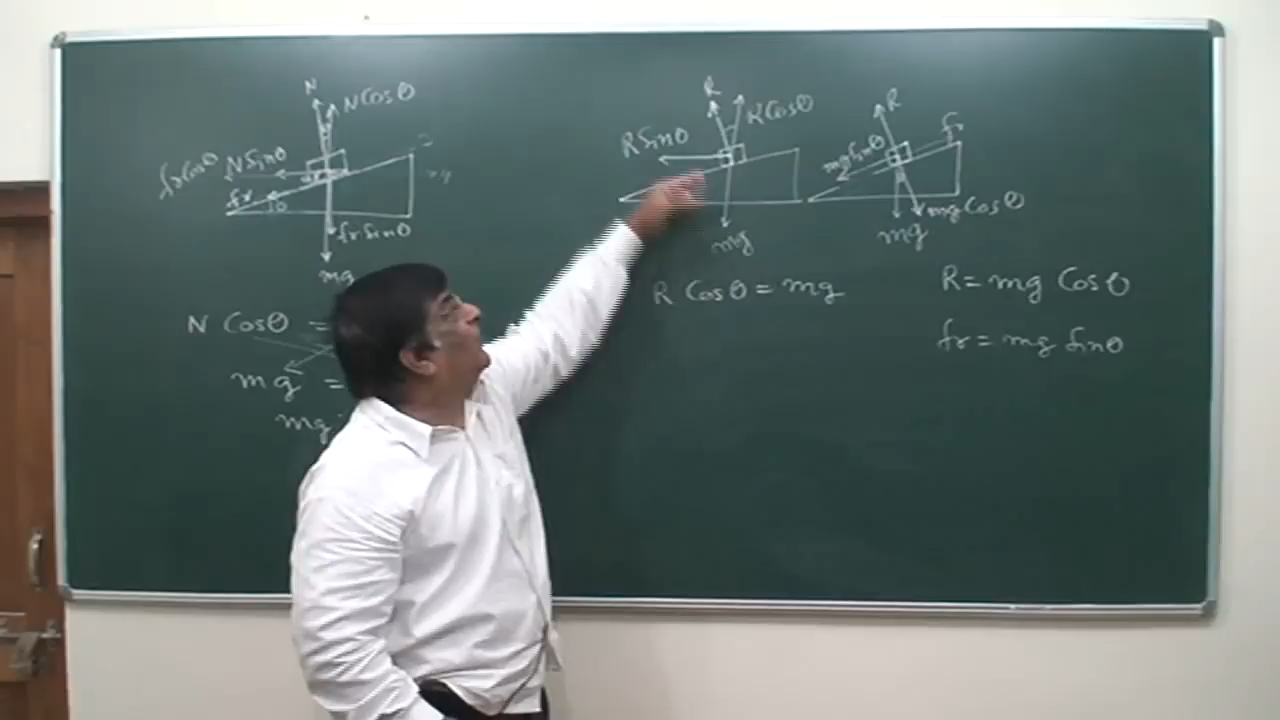 N
N Cosθ
fr Cosθ
N Sinθ
fr
θ
fr Sinθ
mg
N Cosθ =
mg =
mg
R
R Cosθ
R Sinθ
mg
R Cosθ = mg
R
fr
mg Sinθ
mg Cosθ
mg
R = mg Cosθ
fr = mg Sinθ